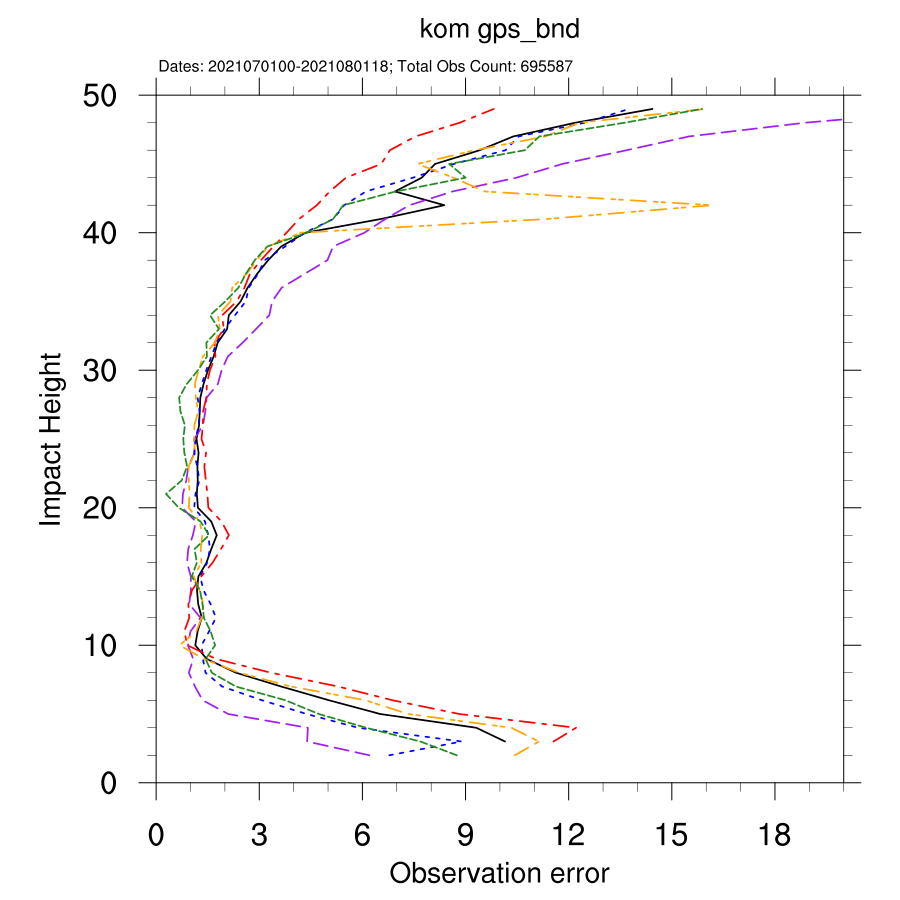 kom gps_bnd
Dates: 2021070100-2021080118; Total Obs Count: 695587
50
40
30
20
10
0
Impact Height
0 3 6 9 12 15 18
Observation error